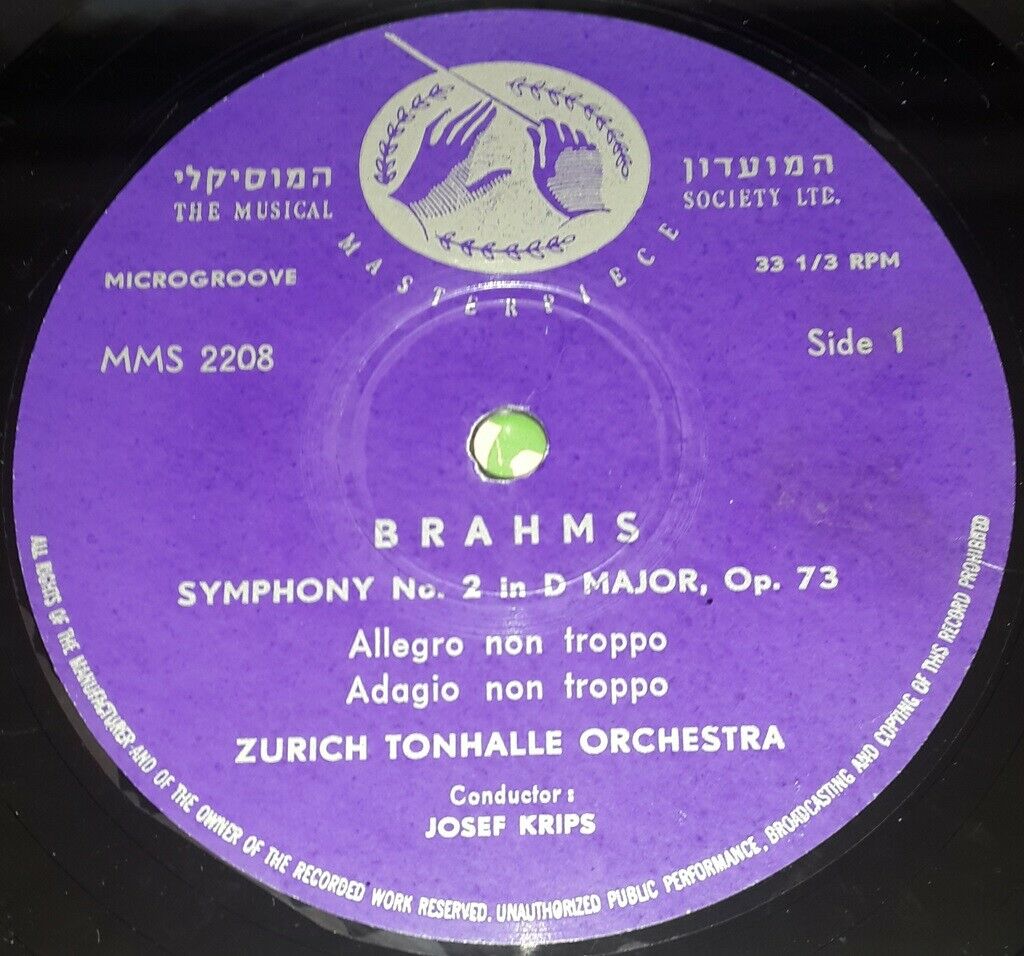 המוסיקלי
המועדון
THE MUSICAL
SOCIETY LTD.
MASTERPIECE
MICROGROOVE
33 1/3 RPM
MMS 2208
Side 1
BRAHMS
SYMPHONY No. 2 in D MAJOR, Op. 73
Allegro non troppo
Adagio non troppo
ZURICH TONHALLE ORCHESTRA
Conductor:
JOSEF KRIPS
ALL RIGHTS OF THE MANUFACTURER AND OF THE OWNER OF THE RECORDED WORK RESERVED. UNAUTHORIZED PUBLIC PERFORMANCE, BROADCASTING AND COPYING OF THIS RECORD PROHIBITED